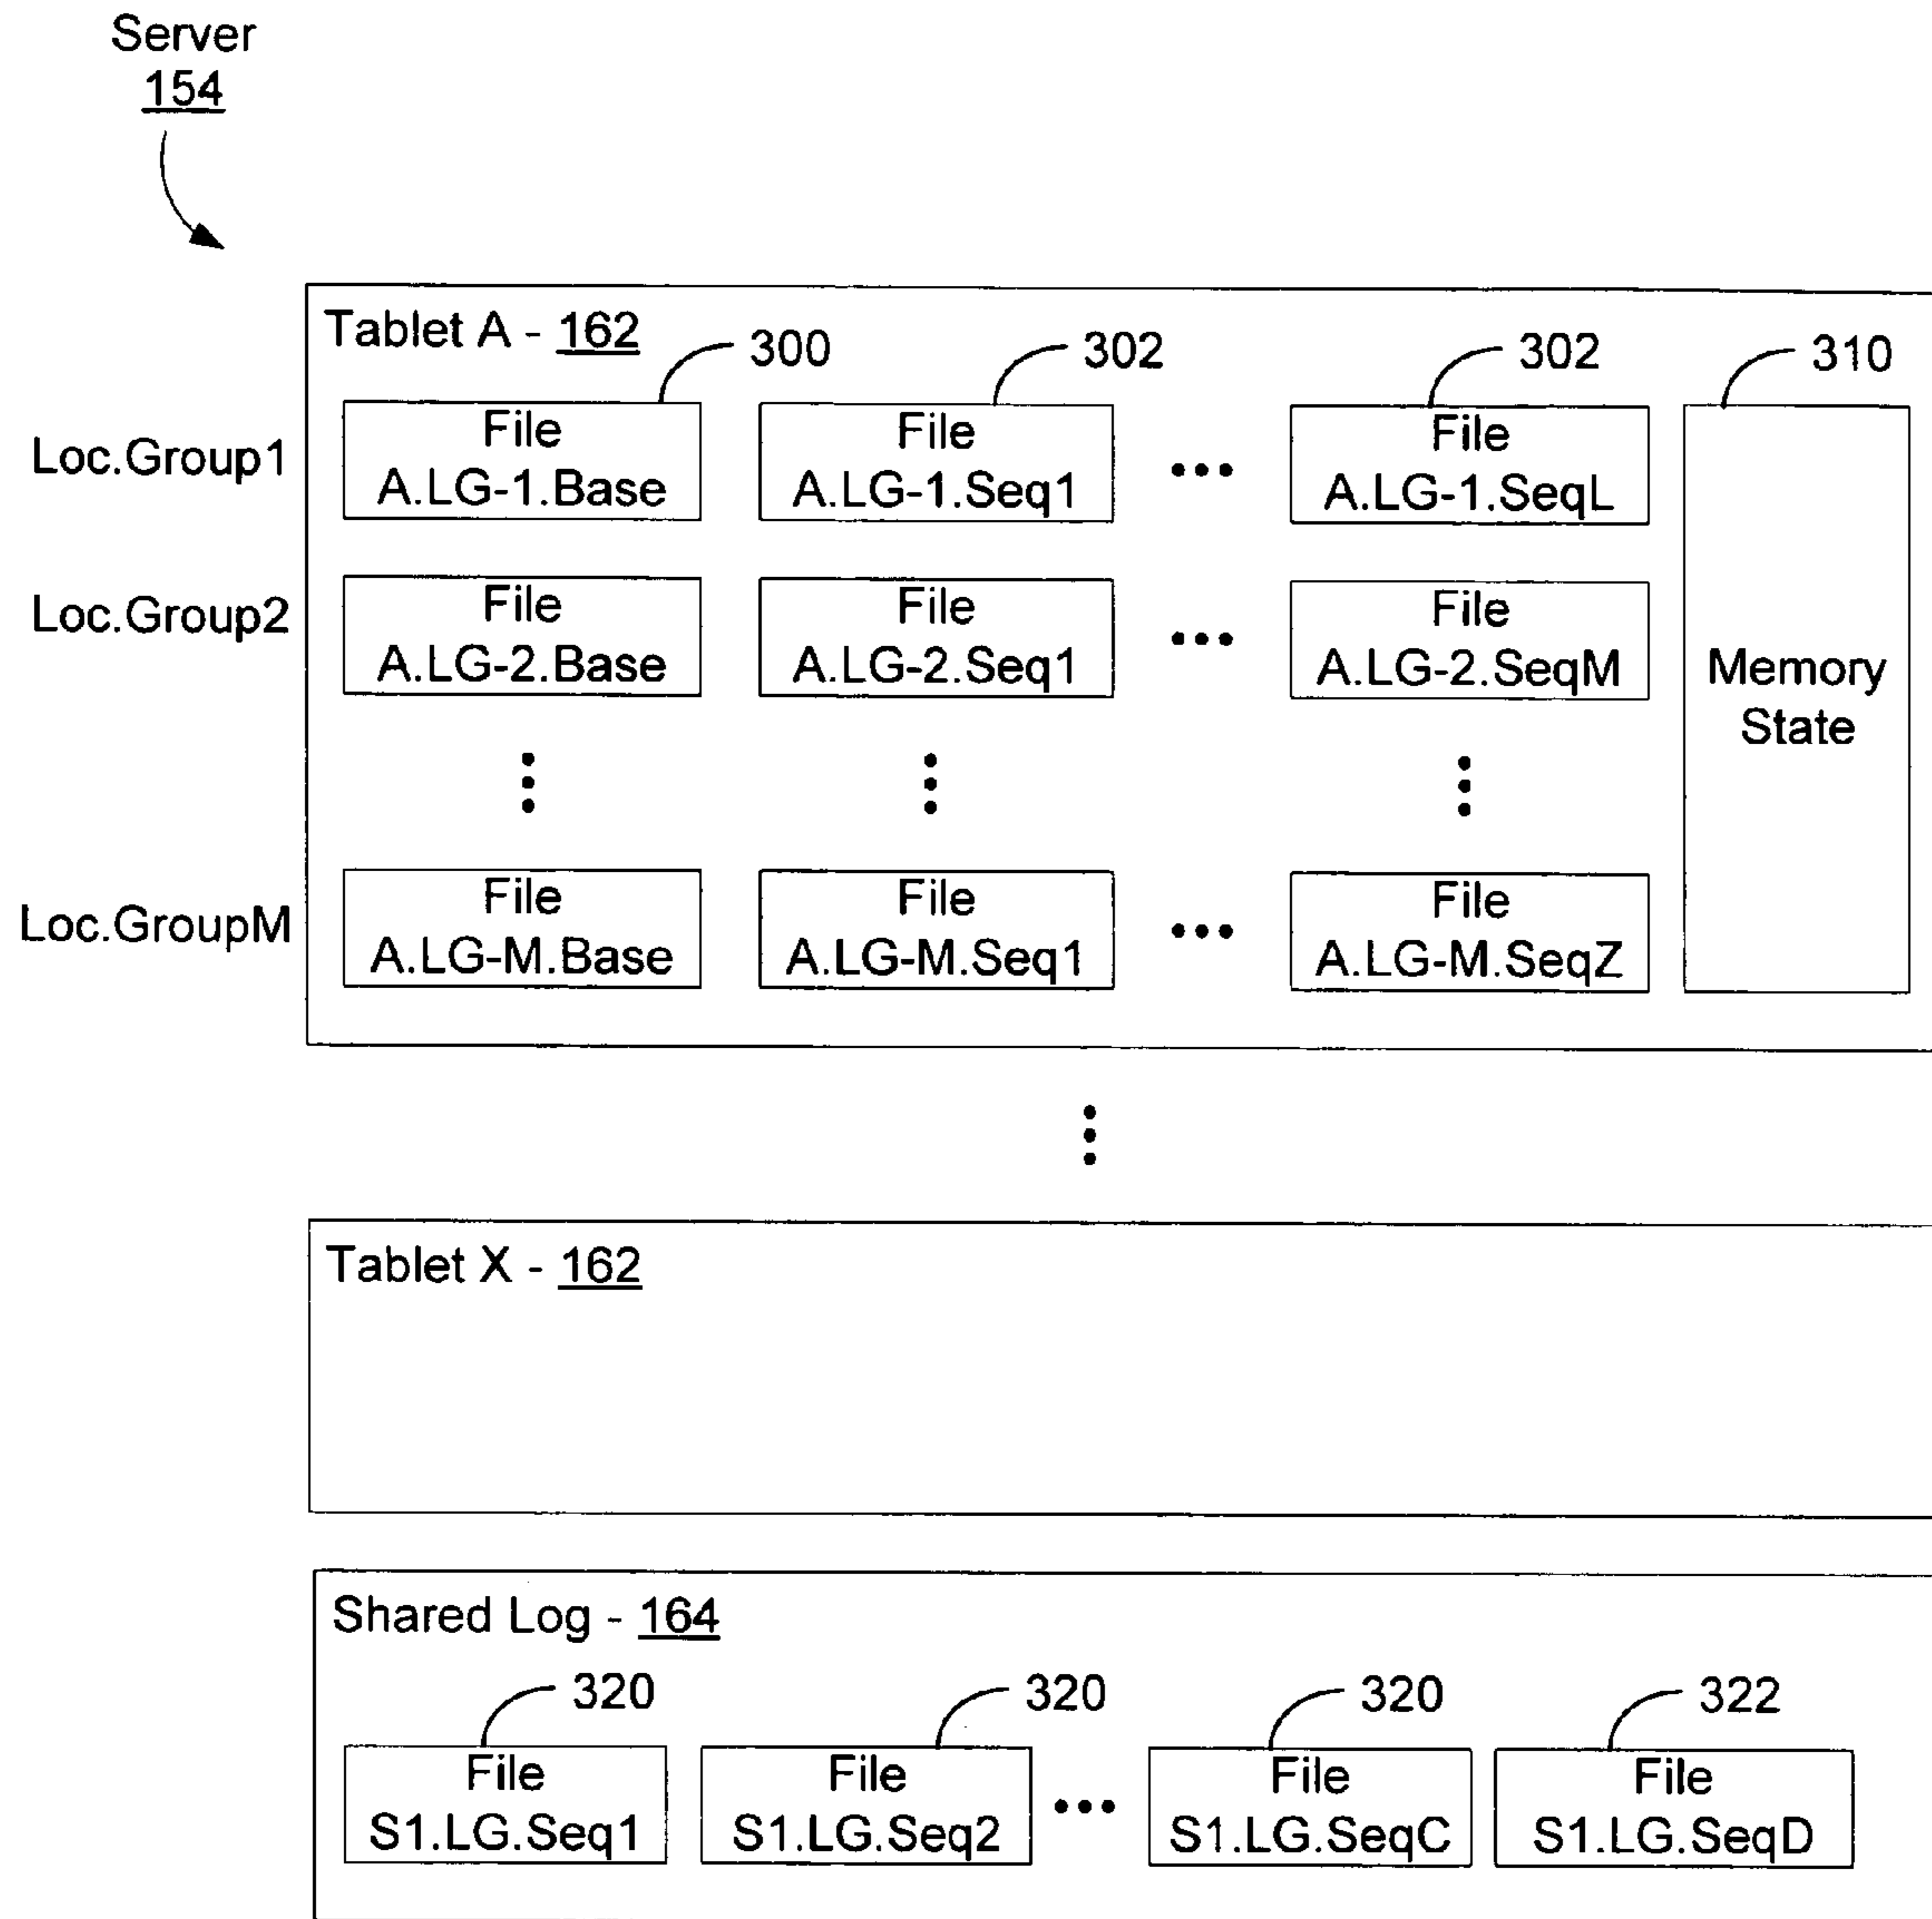 Server
154
Tablet A - 162
300
302
302
310
Loc.Group1
File
A.LG-1.Base
File
A.LG-1.Seq1
...
File
A.LG-1.SeqL
Loc.Group2
File
A.LG-2.Base
File
A.LG-2.Seq1
...
File
A.LG-2.SeqM
Memory
State
Loc.GroupM
File
A.LG-M.Base
File
A.LG-M.Seq1
...
File
A.LG-M.SeqZ
Tablet X - 162
Shared Log - 164
320
320
320
322
File
S1.LG.Seq1
File
S1.LG.Seq2
...
File
S1.LG.SeqC
File
S1.LG.SeqD